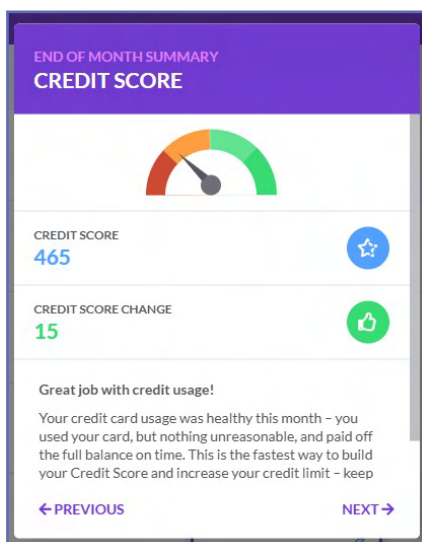 END OF MONTH SUMMARY
CREDIT SCORE
CREDIT SCORE
465
CREDIT SCORE CHANGE
15
Great job with credit usage!
Your credit card usage was healthy this month – you
used your card, but nothing unreasonable, and paid off
the full balance on time. This is the fastest way to build
your Credit Score and increase your credit limit – keep
← PREVIOUS NEXT →